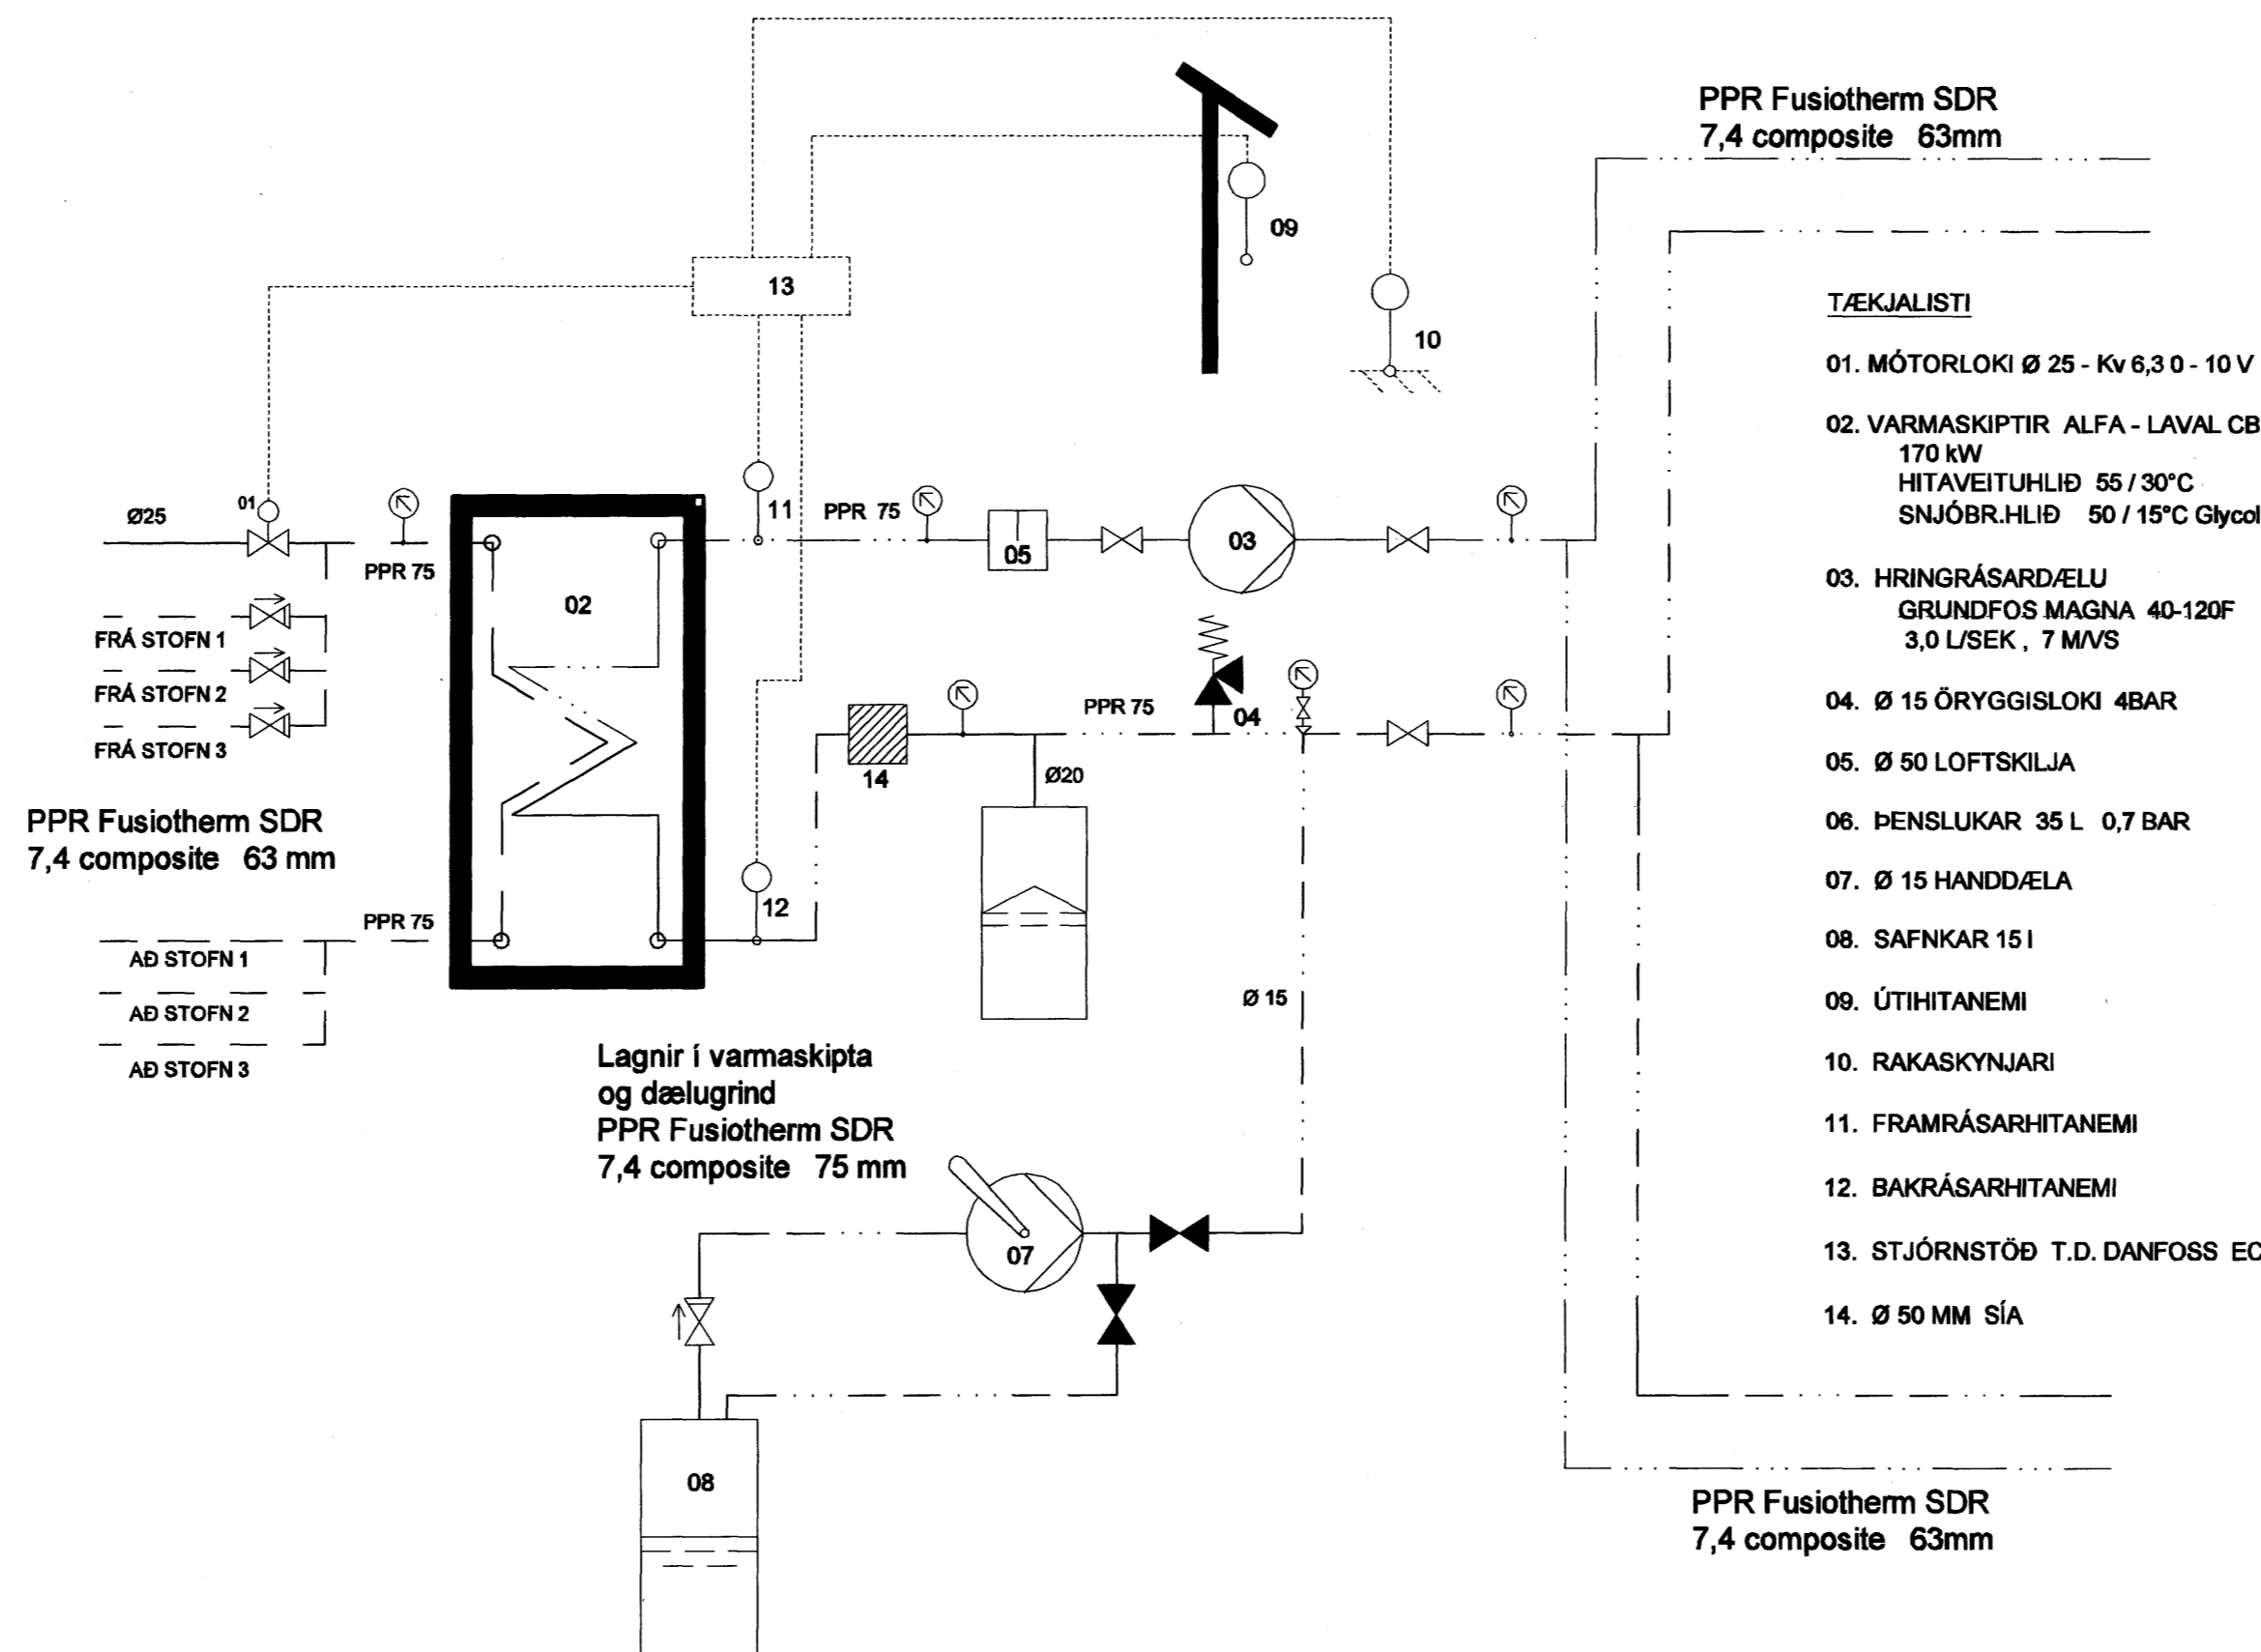 PPR Fusiotherm SDR
7,4 composite 63mm
09
13
10
TÆKJALISTI
01. MÓTORLOKI Ø 25 - Kv 6,3 0 - 10 V
02. VARMASKIPTIR ALFA - LAVAL CB
170 kW
HITAVEITUHLIÐ 55 / 30°C
SNJÓBR.HLIÐ 50 / 15°C Glycol
03. HRINGRÁSARDÆLU
GRUNDFOS MAGNA 40-120F
3,0 L/SEK , 7 M/VS
04. Ø 15 ÖRYGGISLOKI 4BAR
05. Ø 50 LOFTSKILJA
06. ÞENSLUKAR 35 L 0,7 BAR
07. Ø 15 HANDDÆLA
08. SAFNKAR 15 l
09. ÚTIHITANEMI
10. RAKASKYNJARI
11. FRAMRÁSARHITANEMI
12. BAKRÁSARHITANEMI
13. STJÓRNSTÖÐ T.D. DANFOSS EC
14. Ø 50 MM SÍA
Ø25
01
PPR 75
02
11
PPR 75
05
03
FRÁ STOFN 1
FRÁ STOFN 2
FRÁ STOFN 3
PPR 75
04
14
Ø20
PPR Fusiotherm SDR
7,4 composite 63 mm
PPR 75
12
AÐ STOFN 1
AÐ STOFN 2
AÐ STOFN 3
Ø 15
Lagnir í varmaskipta
og dælugrind
PPR Fusiotherm SDR
7,4 composite 75 mm
07
08
PPR Fusiotherm SDR
7,4 composite 63mm